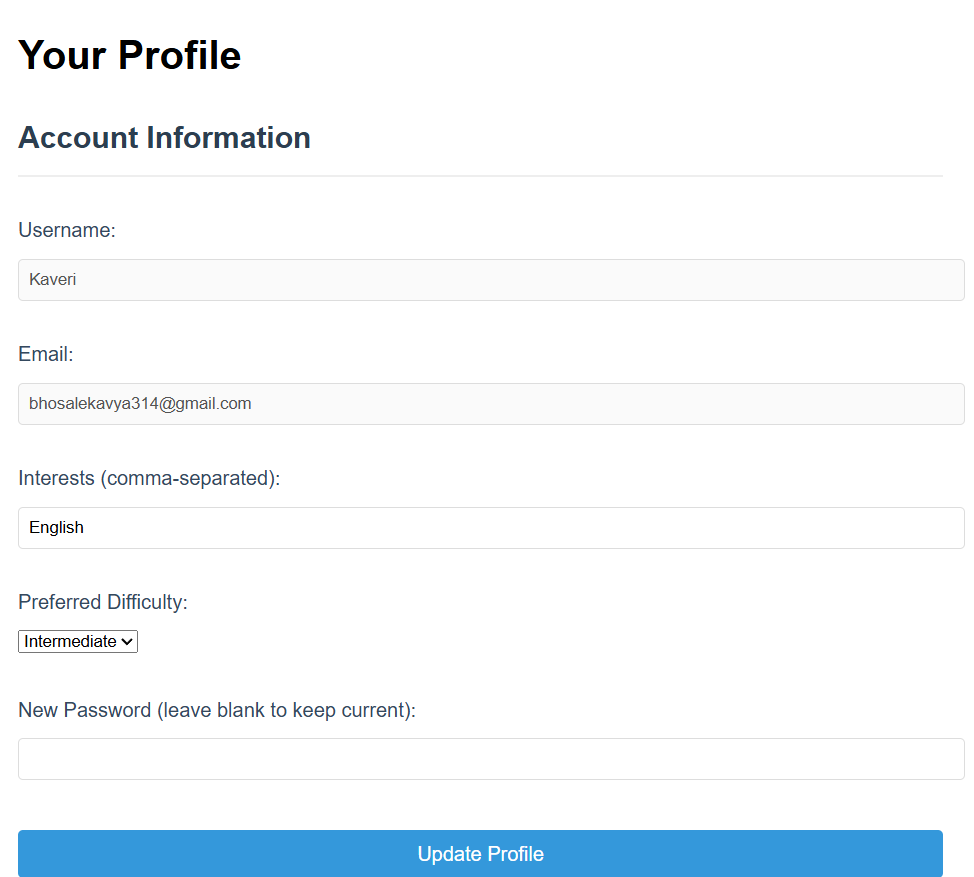 Your Profile
Account Information
Username:
Kaveri
Email:
bhosalekavya314@gmail.com
Interests (comma-separated):
English
Preferred Difficulty:
Intermediate
New Password (leave blank to keep current):
Update Profile